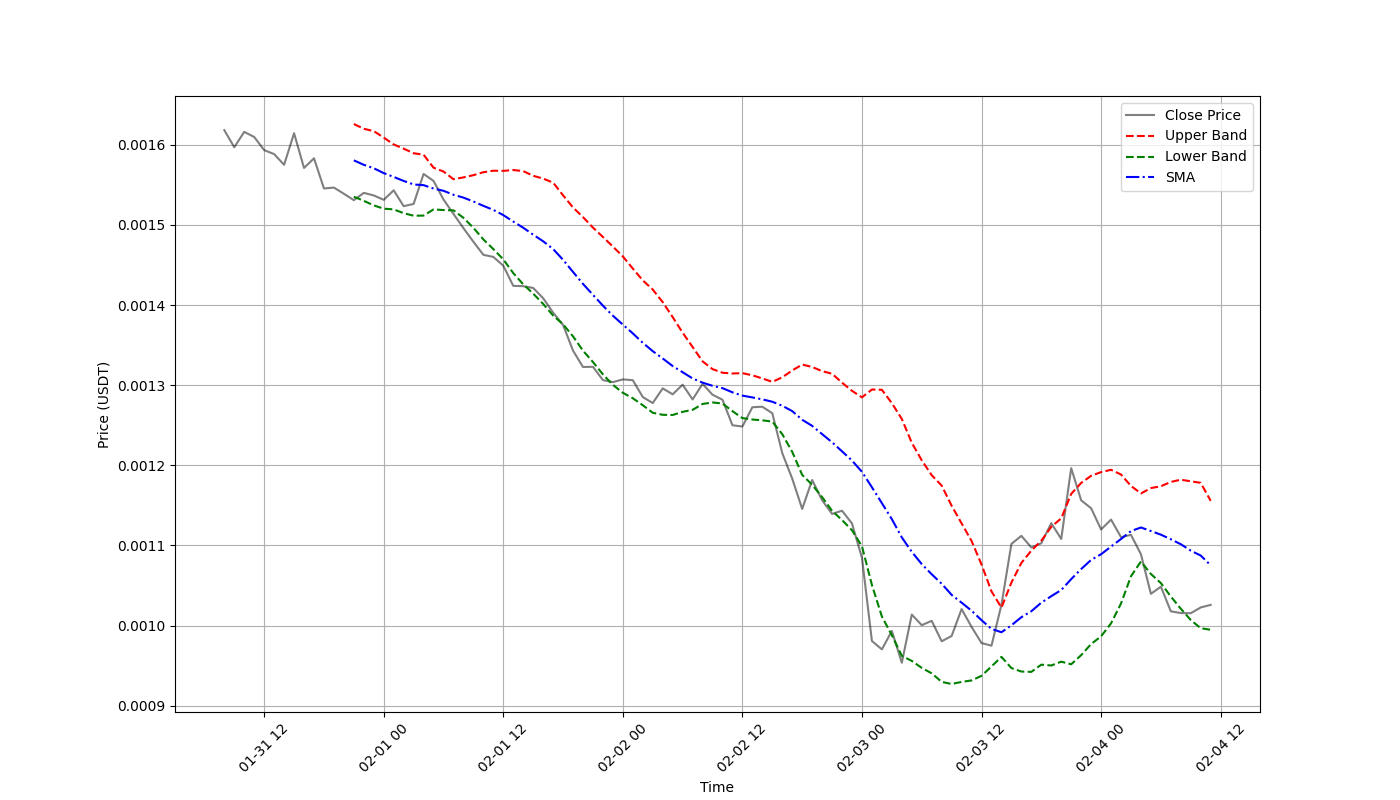 Close Price
Upper Band
Lower Band
SMA
0.0016
0.0015
0.0014
0.0013
0.0012
0.0011
0.0010
0.0009
Price (USDT)
01-31 12
02-01 00
02-01 12
02-02 00
02-02 12
02-03 00
02-03 12
02-04 00
02-04 12
Time